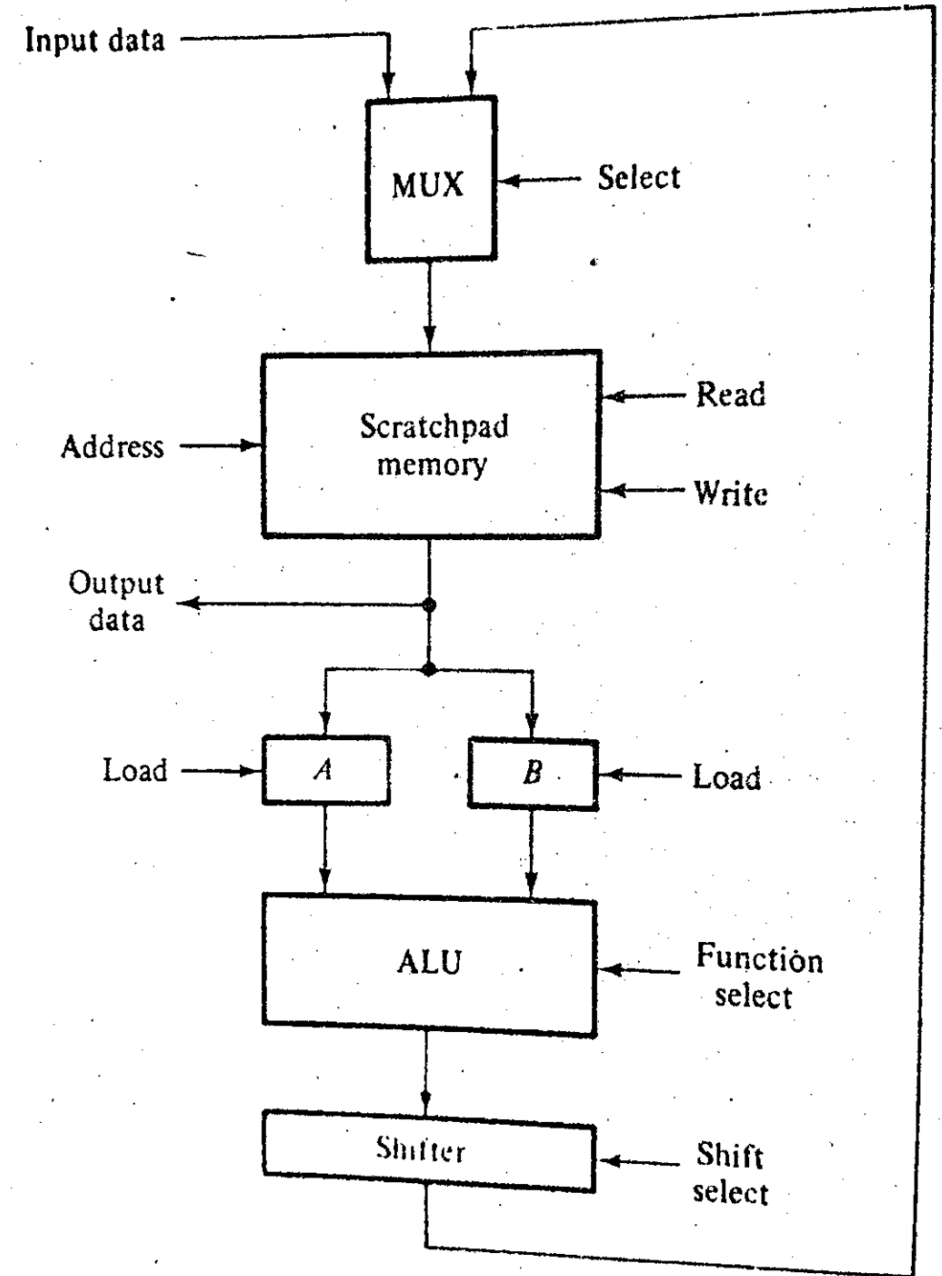 Input data
MUX
Select
Scratchpad
memory
Read
Address
Write
Output
data
Load
A
B
Load
ALU
Function
select
Shifter
Shift
select